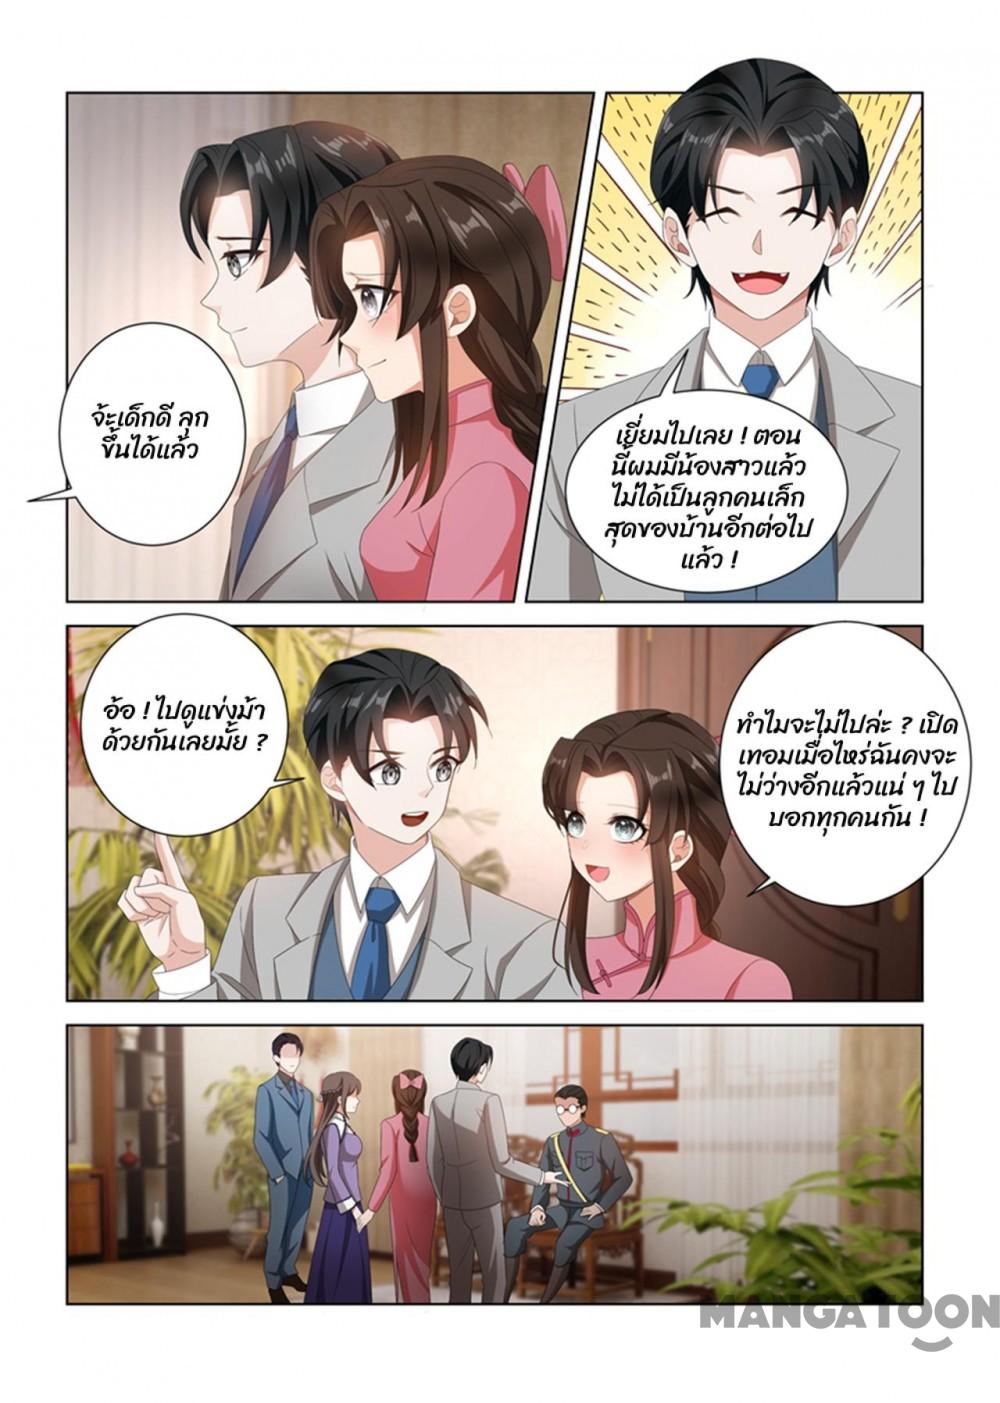 จ้ะเด็กดี ลุก
ขึ้นได้แล้ว
เยี่ยมไปเลย ! ตอน
นี้ผมมีน้องสาวแล้ว
ไม่ได้เป็นลูกคนเล็ก
สุดของบ้านอีกต่อไป
แล้ว !
อ้อ ! ไปดูแข่งม้า
ด้วยกันเลยมั้ย ?
ทำไมจะไม่ไปล่ะ ? เปิด
เทอมเมื่อไหร่ฉันคงจะ
ไม่ว่างอีกแล้วแน่ ๆ ไป
บอกทุกคนกัน !
MANGATOON